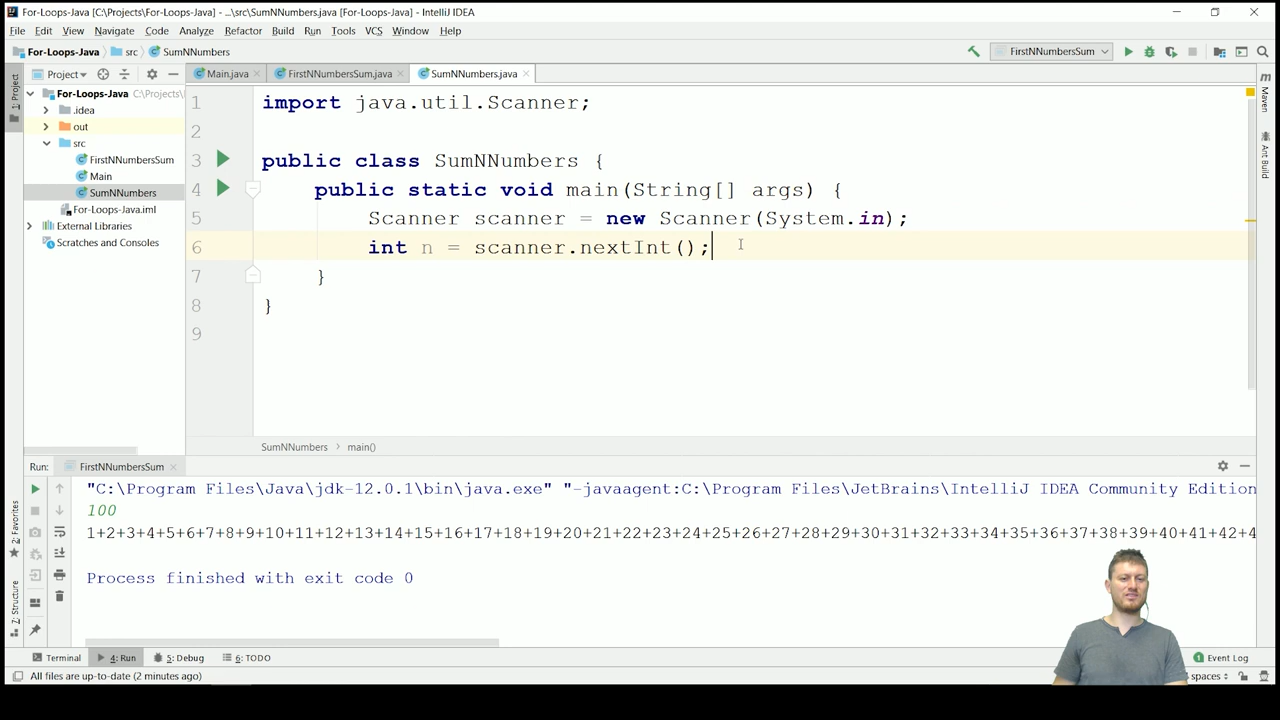 For-Loops-Java [C:\Projects\For-Loops-Java] - ...\src\SumNNumbers.java [For-Loops-Java] - IntelliJ IDEA
File Edit View Navigate Code Analyze Refactor Build Run Tools VCS Window Help
For-Loops-Java src SumNNumbers FirstNNumbersSum
1: Project
Project
Main.java FirstNNumbersSum.java SumNNumbers.java
For-Loops-Java C:\Projects\
.idea
out
src
FirstNNumbersSum
Main
SumNNumbers
For-Loops-Java.iml
External Libraries
Scratches and Consoles
1 import java.util.Scanner;
2
3 public class SumNNumbers {
4 public static void main(String[] args) {
5 Scanner scanner = new Scanner(System.in);
6 int n = scanner.nextInt();
7 }
8 }
9
SumNNumbers main()
m
Maven
Ant Build
Run: FirstNNumbersSum
"C:\Program Files\Java\jdk-12.0.1\bin\java.exe" "-javaagent:C:\Program Files\JetBrains\IntelliJ IDEA Community Edition
100
1+2+3+4+5+6+7+8+9+10+11+12+13+14+15+16+17+18+19+20+21+22+23+24+25+26+27+28+29+30+31+32+33+34+35+36+37+38+39+40+41+42+4
Process finished with exit code 0
2: Favorites
Z: Structure
Terminal 4: Run 5: Debug 6: TODO Event Log
All files are up-to-date (2 minutes ago) spaces